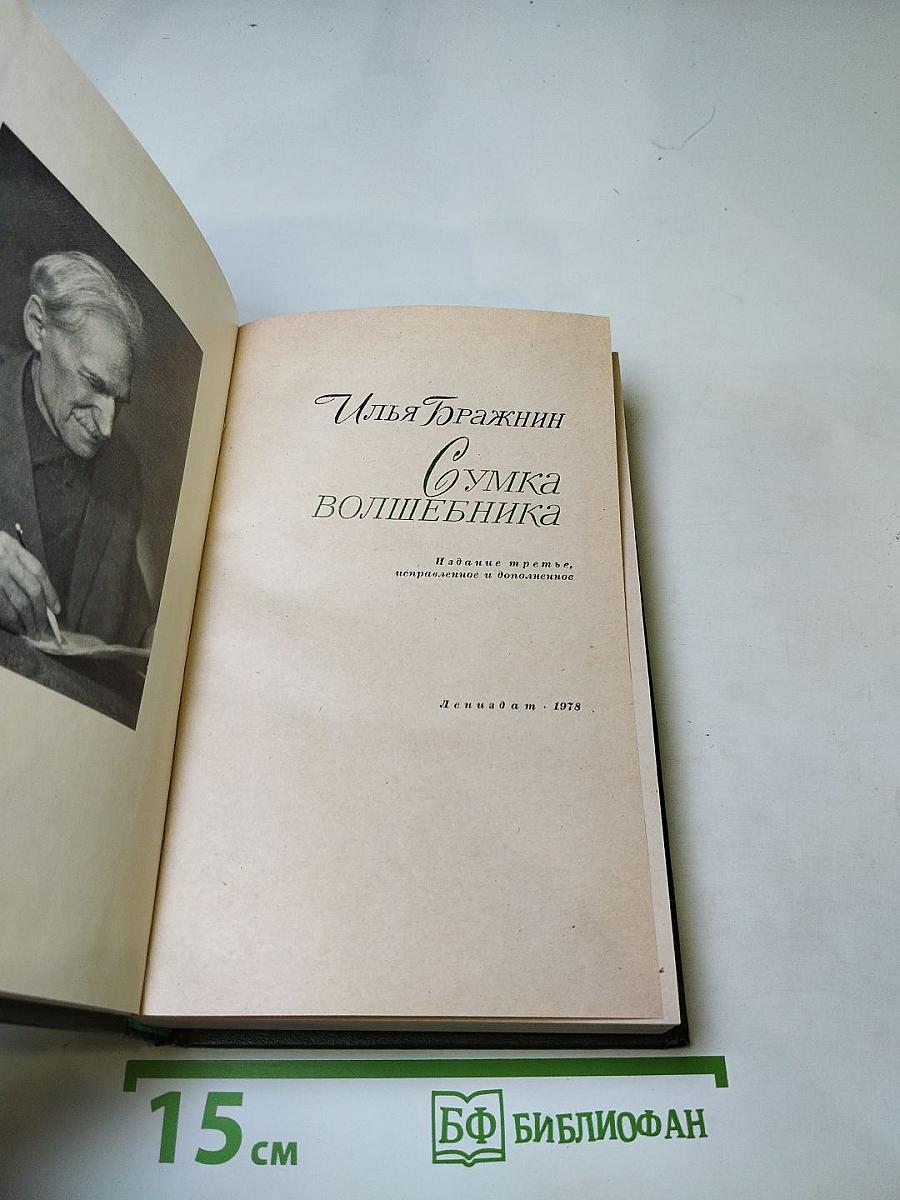 Илья Бражнин
Сумка
волшебника
Издание третье,
исправленное и дополненное
Лениздат · 1978
15 см
БФ БИБЛИОФАН